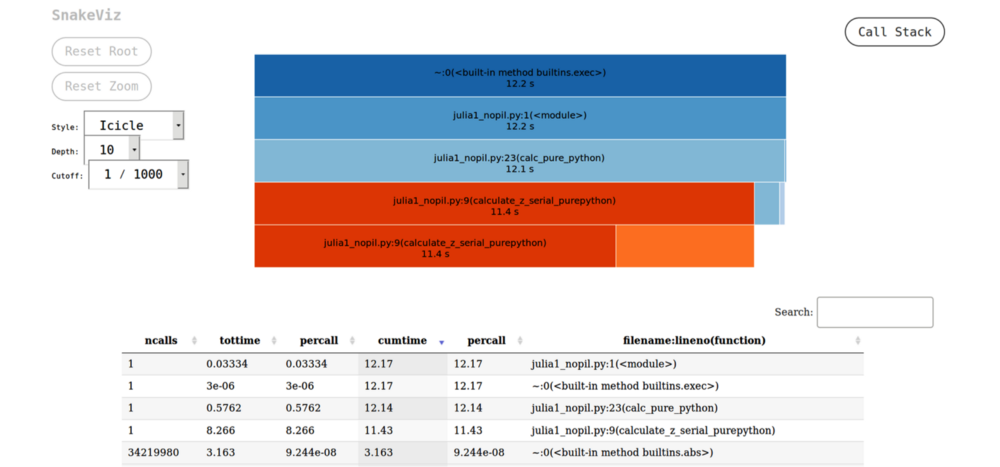 SnakeViz
Call Stack
Reset Root
Reset Zoom
Style: Icicle
Depth: 10
Cutoff: 1 / 1000
~:0(<built-in method builtins.exec>)
12.2 s
julia1_nopil.py:1(<module>)
12.2 s
julia1_nopil.py:23(calc_pure_python)
12.1 s
julia1_nopil.py:9(calculate_z_serial_purepython)
11.4 s
julia1_nopil.py:9(calculate_z_serial_purepython)
11.4 s
Search:
ncalls tottime percall cumtime percall filename:lineno(function)
1 0.03334 0.03334 12.17 12.17 julia1_nopil.py:1(<module>)
1 3e-06 3e-06 12.17 12.17 ~:0(<built-in method builtins.exec>)
1 0.5762 0.5762 12.14 12.14 julia1_nopil.py:23(calc_pure_python)
1 8.266 8.266 11.43 11.43 julia1_nopil.py:9(calculate_z_serial_purepython)
34219980 3.163 9.244e-08 3.163 9.244e-08 ~:0(<built-in method builtins.abs>)